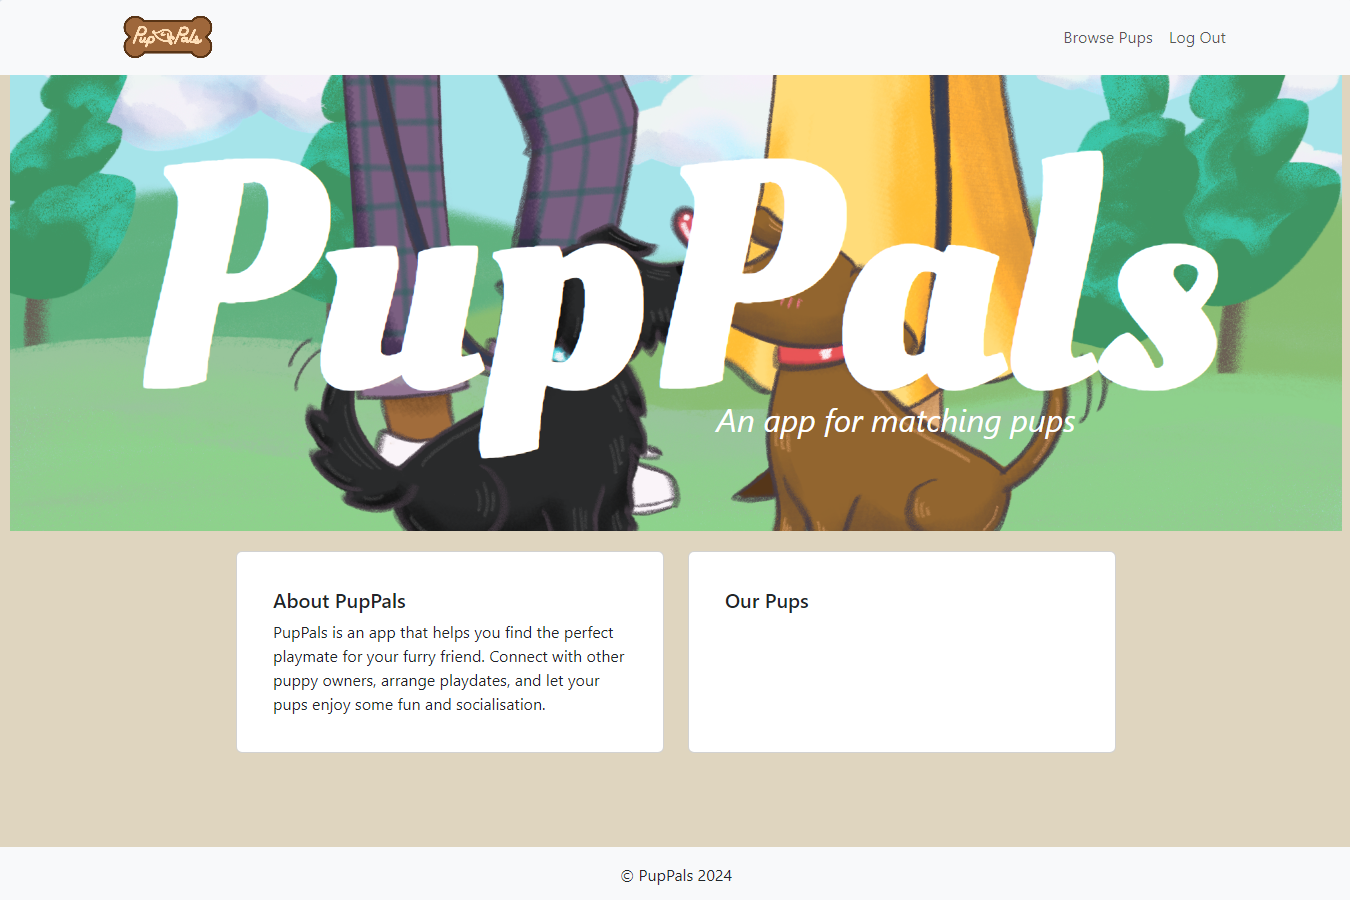 Pup Pals
Browse Pups
Log Out
PupPals
An app for matching pups
About PupPals
PupPals is an app that helps you find the perfect
playmate for your furry friend. Connect with other
puppy owners, arrange playdates, and let your
pups enjoy some fun and socialisation.
Our Pups
© PupPals 2024